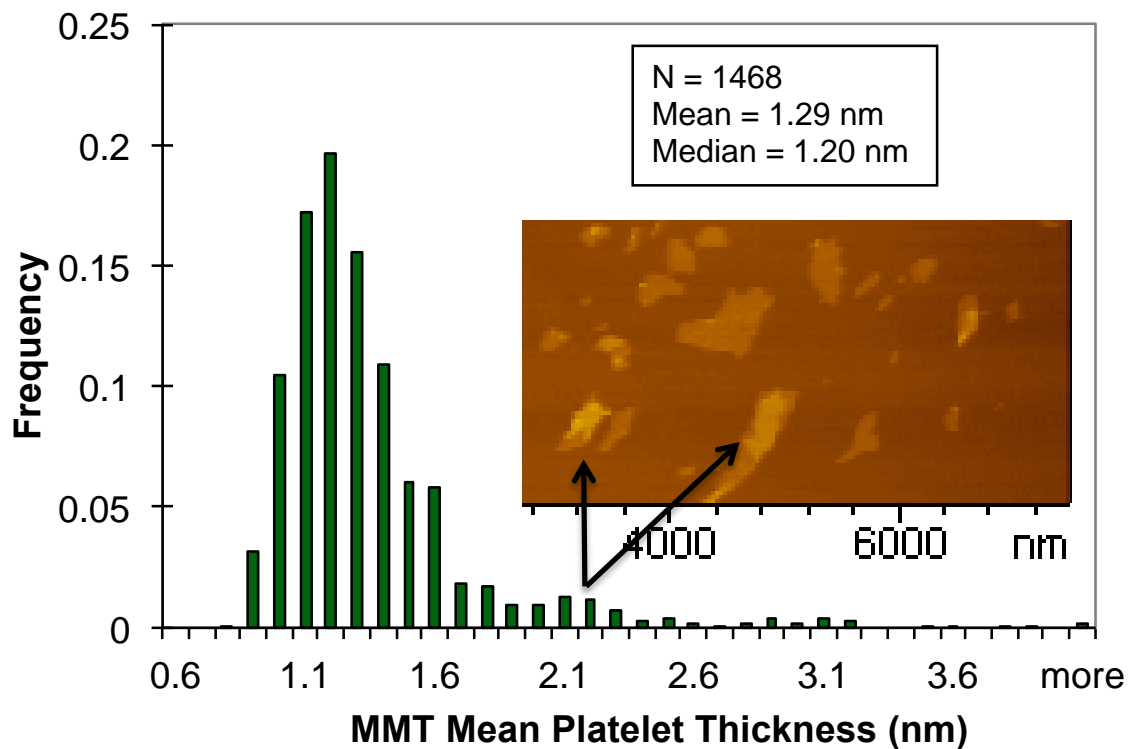 0.25
N = 1468
Mean = 1.29 nm
Median = 1.20 nm
0.2
0.15
0.1
0.05
0
Frequency
4000 6000 nm
0.6 1.1 1.6 2.1 2.6 3.1 3.6 more
MMT Mean Platelet Thickness (nm)